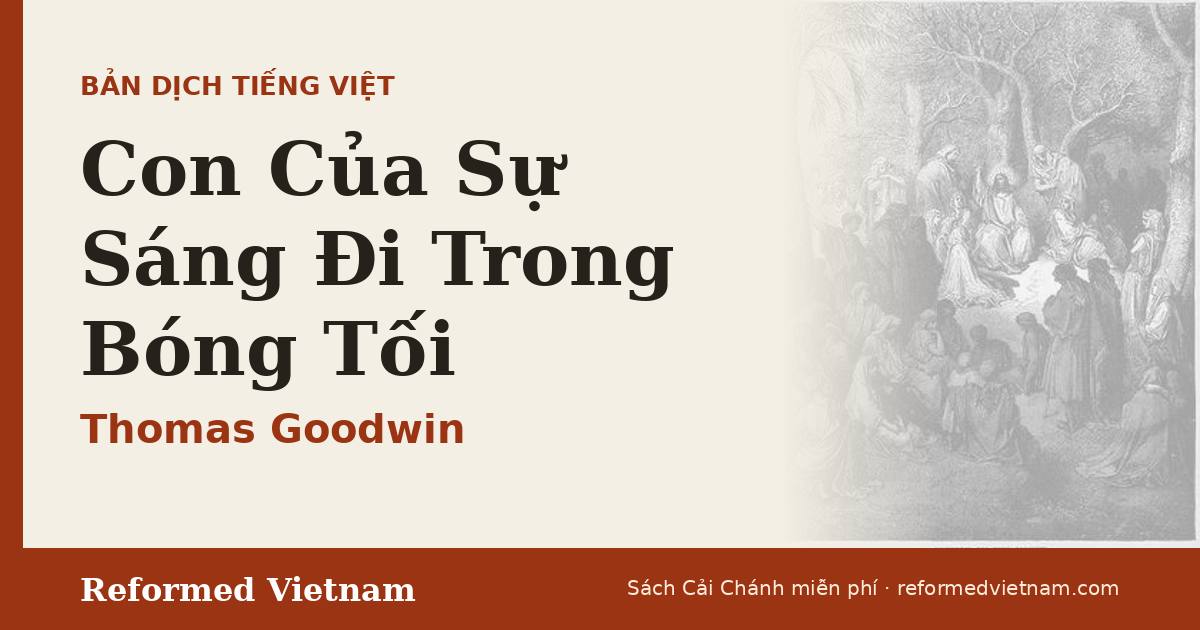 BẢN DỊCH TIẾNG VIỆT
Con Của Sự
Sáng Đi Trong
Bóng Tối
Thomas Goodwin
Reformed Vietnam
Sách Cải Chánh miễn phí · reformedvietnam.com